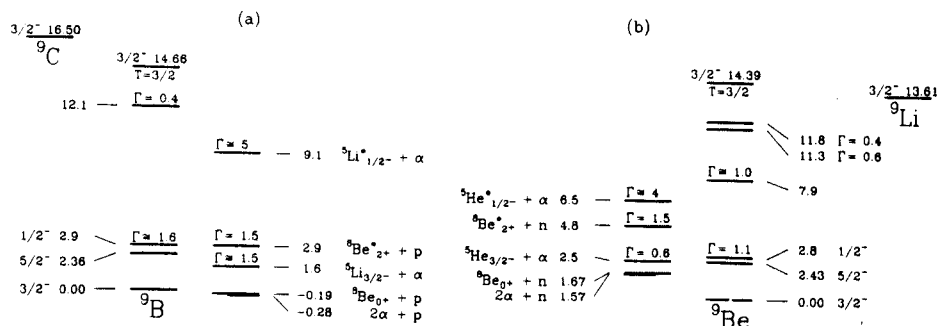 (a)
3/2⁻ 16.50
⁹C
3/2⁻ 14.66
T=3/2
12.1
Γ = 0.4
Γ ≅ 5
9.1 ⁵Li*₁/₂₋ + α
1/2⁻ 2.9
Γ ≅ 1.6
5/2⁻ 2.36
3/2⁻ 0.00
⁹B
Γ = 1.5
2.9 ⁸Be*₂₊ + p
Γ ≅ 1.5
1.6 ⁵Li₃/₂₋ + α
-0.19 ⁸Be₀₊ + p
-0.28 2α + p
(b)
3/2⁻ 14.39
T=3/2
3/2⁻ 13.61
⁹Li
11.8 Γ = 0.4
11.3 Γ = 0.6
Γ ≅ 1.0
7.9
⁵He*₁/₂₋ + α 6.5
Γ ≅ 4
⁸Be*₂₊ + n 4.8
Γ = 1.5
⁵He₃/₂₋ + α 2.5
Γ = 0.6
⁸Be₀₊ + n 1.67
2α + n 1.57
Γ = 1.1
2.8 1/2⁻
2.43 5/2⁻
0.00 3/2⁻
⁹Be